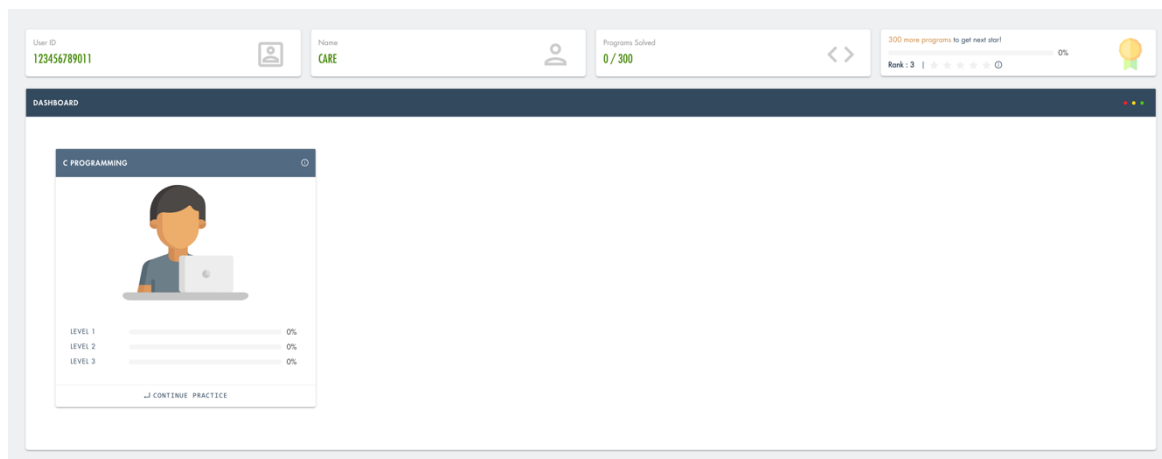 User ID
123456789011
Name
CARE
Programs Solved
0 / 300
300 more programs to get next star!
0%
Rank : 3 |
DASHBOARD
C PROGRAMMING
LEVEL 1 0%
LEVEL 2 0%
LEVEL 3 0%
CONTINUE PRACTICE